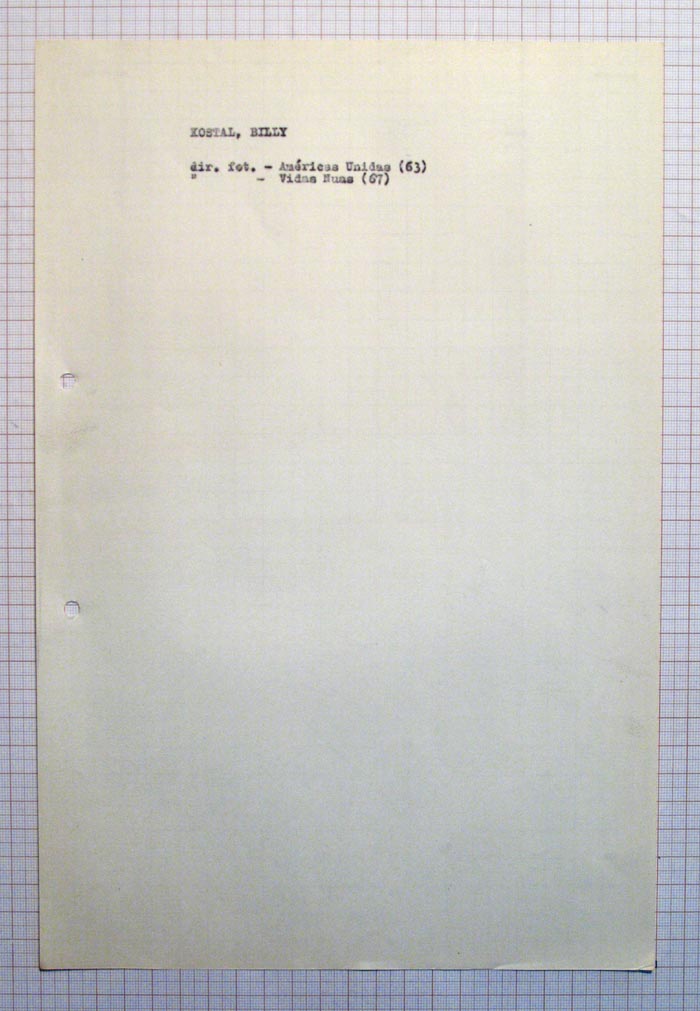 KOSTAL, BILLY
dir. fot. - Américas Unidas (63)
" - Vidas Nuas (67)